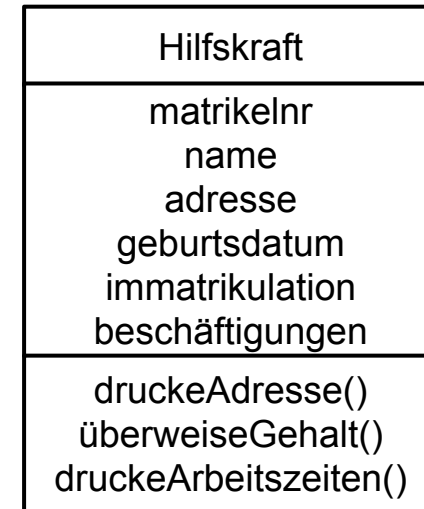 Hilfskraft
matrikelnr
name
adresse
geburtsdatum
immatrikulation
beschäftigungen
druckeAdresse()
überweiseGehalt()
druckeArbeitszeiten()